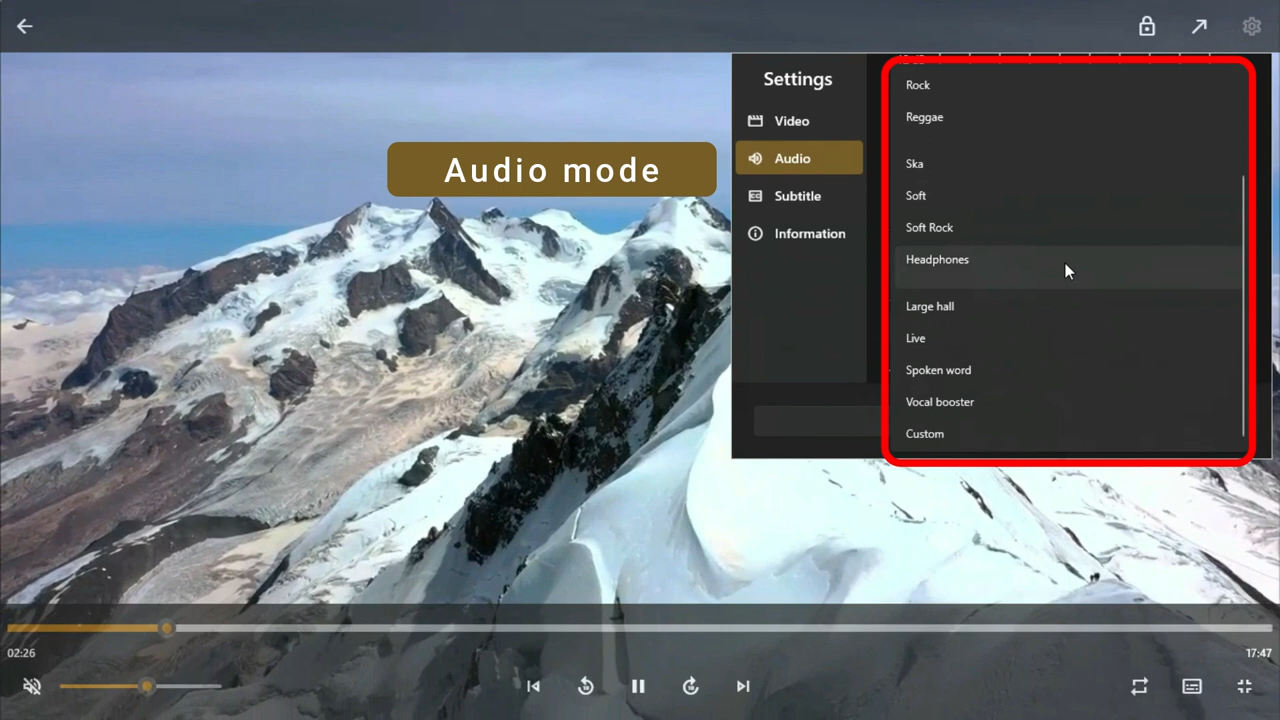 Settings
Video
Audio
Subtitle
Information
Audio mode
Rock
Reggae
Ska
Soft
Soft Rock
Headphones
Large hall
Live
Spoken word
Vocal booster
Custom
02:26
17:47